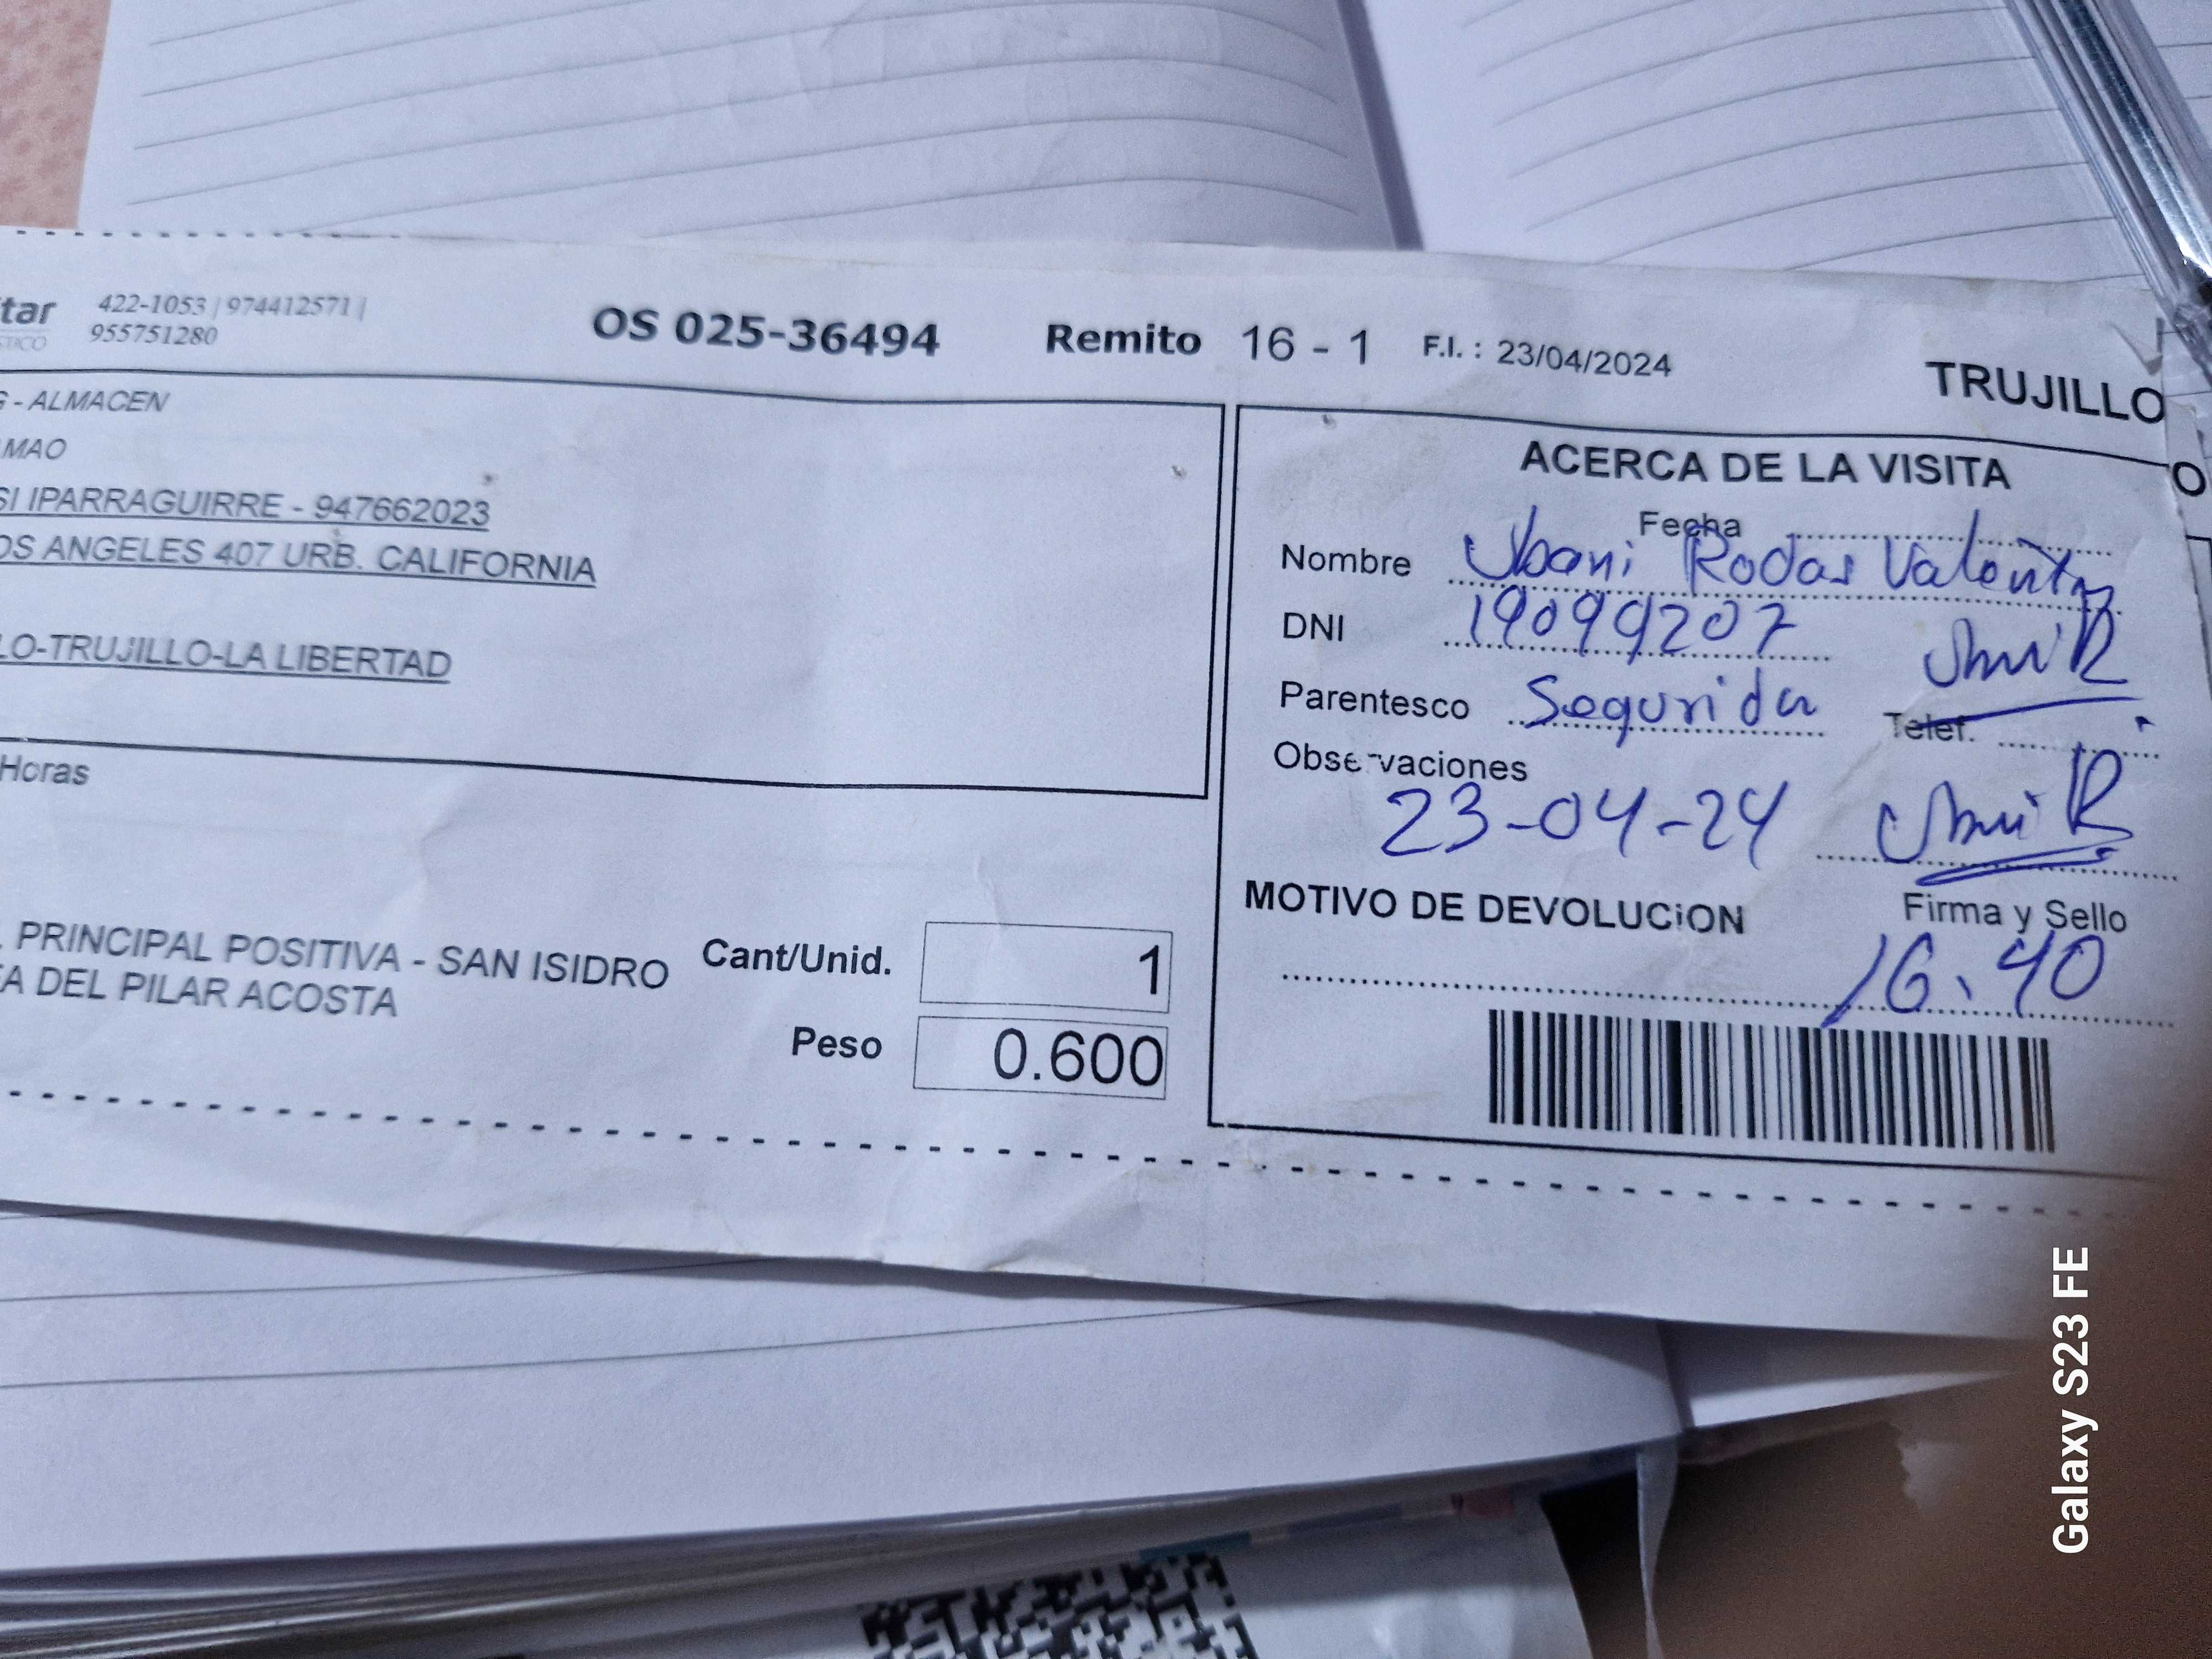 tar 422-1053 | 974412571 |
955751280
STICO
OS 025-36494 Remito 16 - 1 F.I. : 23/04/2024
TRUJILLO
O
G - ALMACEN
MAO
SI IPARRAGUIRRE - 947662023
OS ANGELES 407 URB. CALIFORNIA
LO-TRUJILLO-LA LIBERTAD
Horas
PRINCIPAL POSITIVA - SAN ISIDRO
A DEL PILAR ACOSTA
Cant/Unid. 1
Peso 0.600
ACERCA DE LA VISITA
Fecha
Nombre Rodas Valentin
DNI 19099207
Parentesco Segurida
Telef.
Observaciones
23-04-24
MOTIVO DE DEVOLUCiON
Firma y Sello
16.40
Galaxy S23 FE